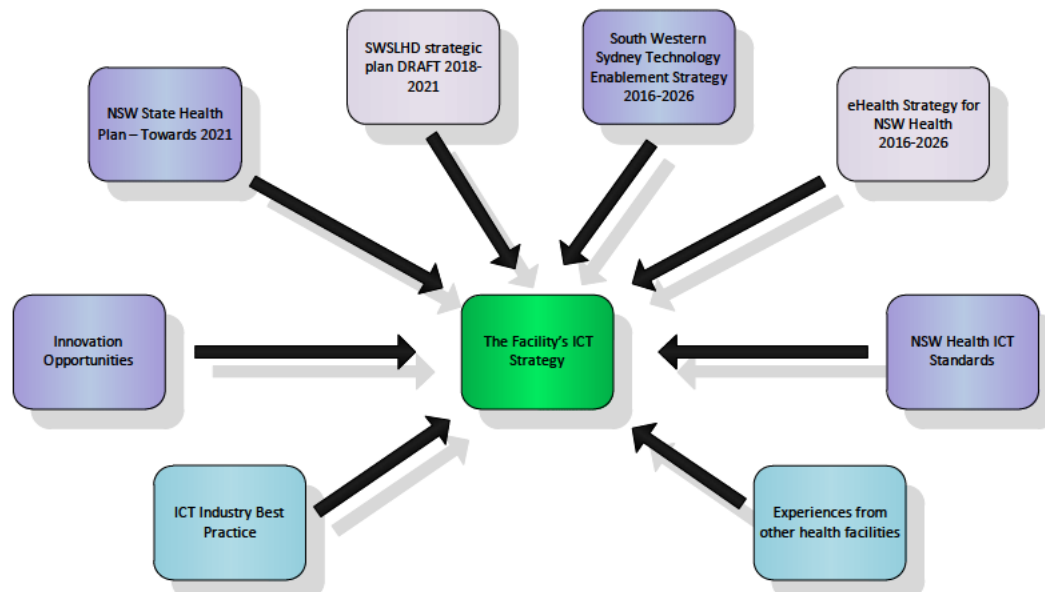 SWSLHD strategic
plan DRAFT 2018-
2021
South Western
Sydney Technology
Enablement Strategy
2016-2026
NSW State Health
Plan – Towards 2021
eHealth Strategy for
NSW Health
2016-2026
Innovation
Opportunities
The Facility's ICT
Strategy
NSW Health ICT
Standards
ICT Industry Best
Practice
Experiences from
other health facilities